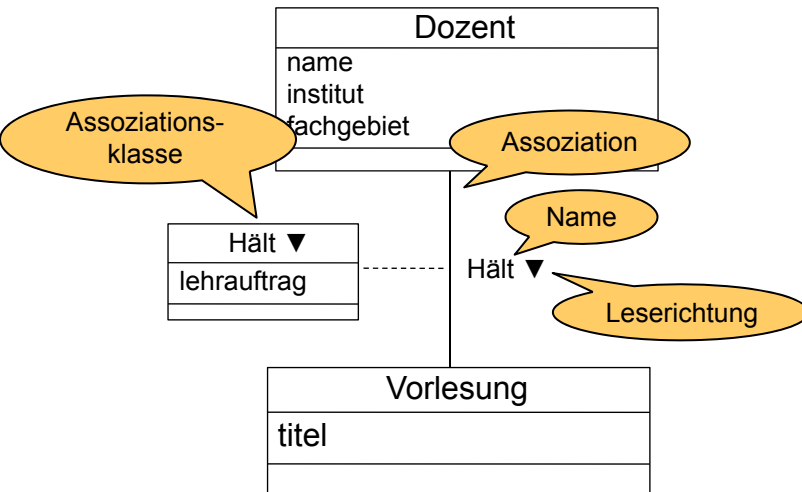 Dozent
name
institut
fachgebiet
Assoziations-
klasse
Assoziation
Name
Hält ▼
lehrauftrag
Hält ▼
Leserichtung
Vorlesung
titel